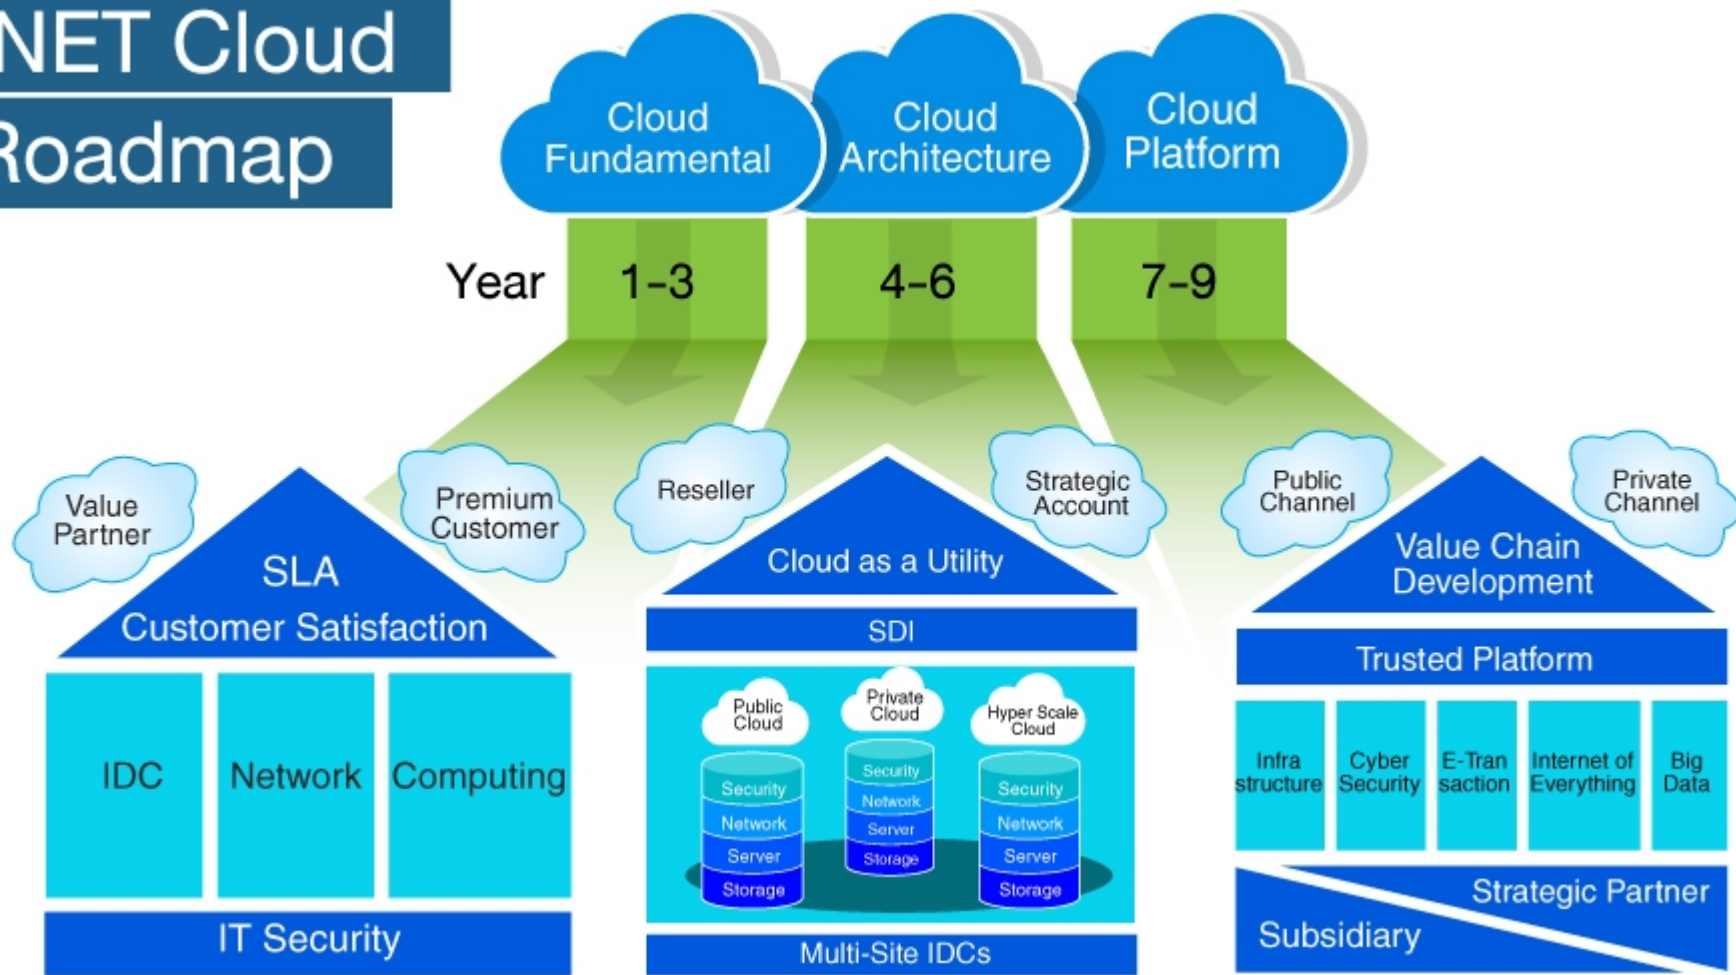 NET Cloud
Roadmap
Cloud
Fundamental
Cloud
Architecture
Cloud
Platform
Year
1-3
4-6
7-9
Value
Partner
Premium
Customer
Reseller
Strategic
Account
Public
Channel
Private
Channel
SLA
Customer Satisfaction
IDC
Network
Computing
IT Security
Cloud as a Utility
SDI
Public
Cloud
Private
Cloud
Hyper Scale
Cloud
Security
Network
Server
Storage
Security
Network
Server
Storage
Security
Network
Server
Storage
Multi-Site IDCs
Value Chain
Development
Trusted Platform
Infra
structure
Cyber
Security
E-Tran
saction
Internet of
Everything
Big
Data
Strategic Partner
Subsidiary